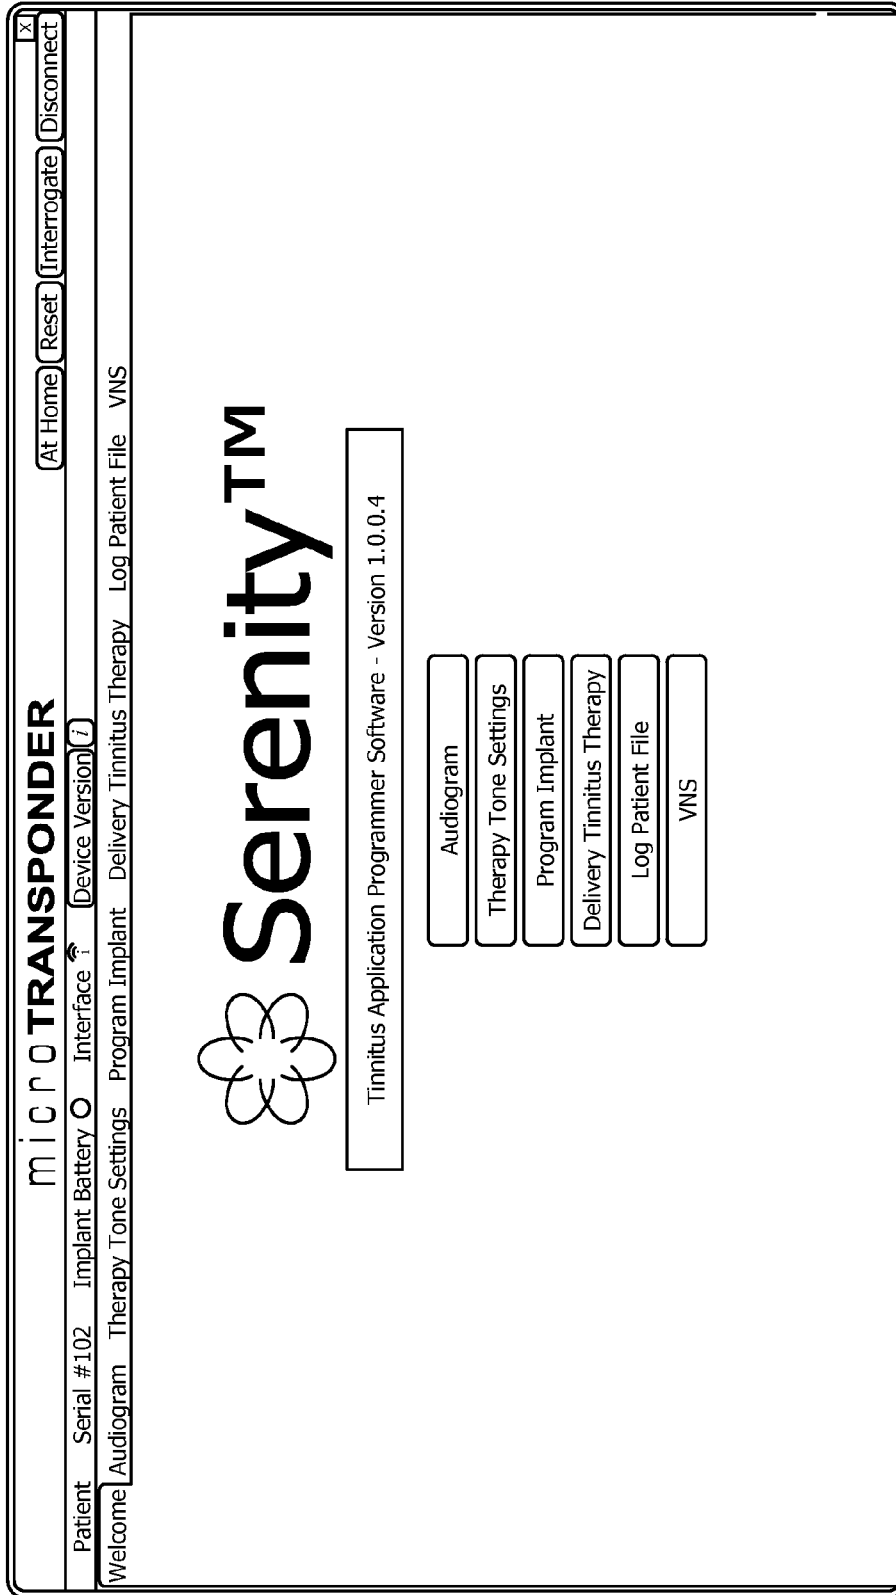 X
microTRANSPONDER
At Home Reset Interrogate Disconnect
Patient Serial #102 Implant Battery Interface i Device Version i
Welcome Audiogram Therapy Tone Settings Program Implant Delivery Tinnitus Therapy Log Patient File VNS
Serenity™
Tinnitus Application Programmer Software - Version 1.0.0.4
Audiogram
Therapy Tone Settings
Program Implant
Delivery Tinnitus Therapy
Log Patient File
VNS